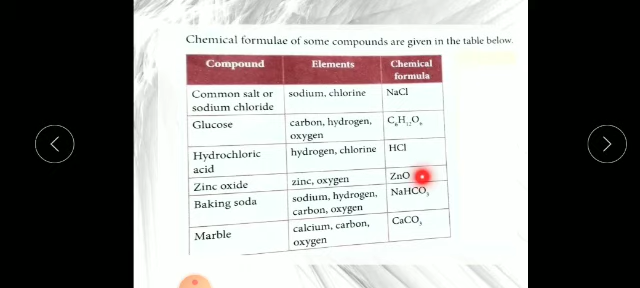 Chemical formulae of some compounds are given in the table below.
Compound Elements Chemical formula
Common salt or sodium chloride sodium, chlorine NaCl
Glucose carbon, hydrogen, oxygen C₆H₁₂O₆
Hydrochloric acid hydrogen, chlorine HCl
Zinc oxide zinc, oxygen ZnO
Baking soda sodium, hydrogen, carbon, oxygen NaHCO₃
Marble calcium, carbon, oxygen CaCO₃